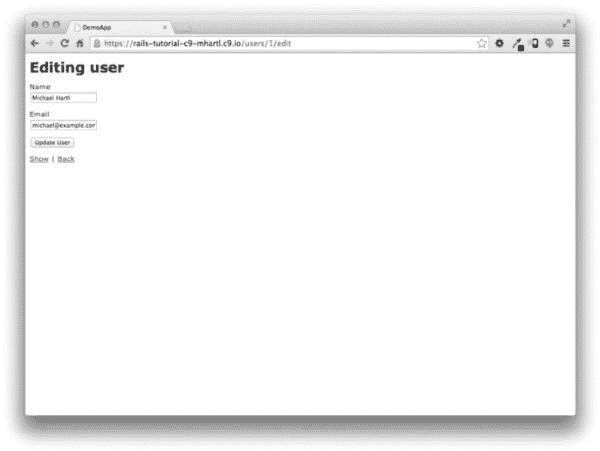 DemoApp
https://rails-tutorial-c9-mhartl.c9.io/users/1/edit
Editing user
Name
Michael Hartl
Email
michael@example.com
Update User
Show | Back